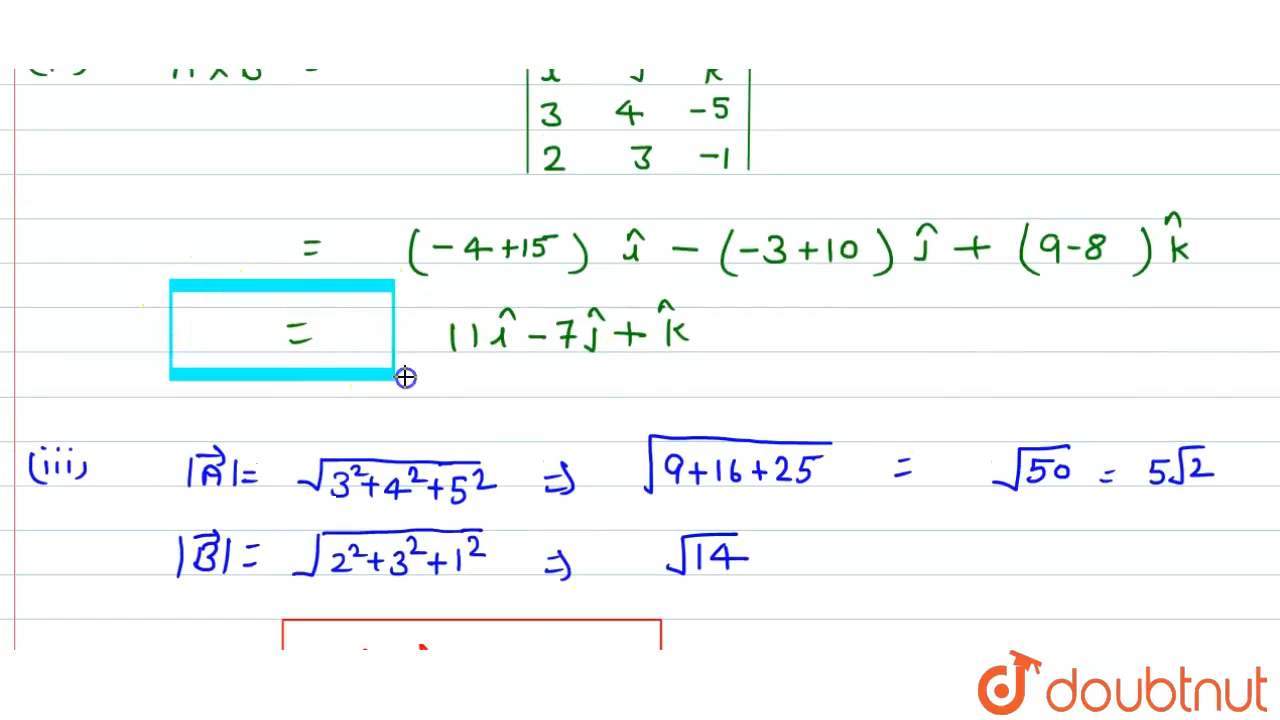 i j k
3 4 -5
2 3 -1
= (-4+15) î - (-3+10) ĵ + (9-8) k̂
= 11î - 7ĵ + k̂
(iii) |A⃗| = √3²+4²+5² ⇒ √9+16+25 = √50 = 5√2
|B⃗| = √2²+3²+1² ⇒ √14
doubtnut